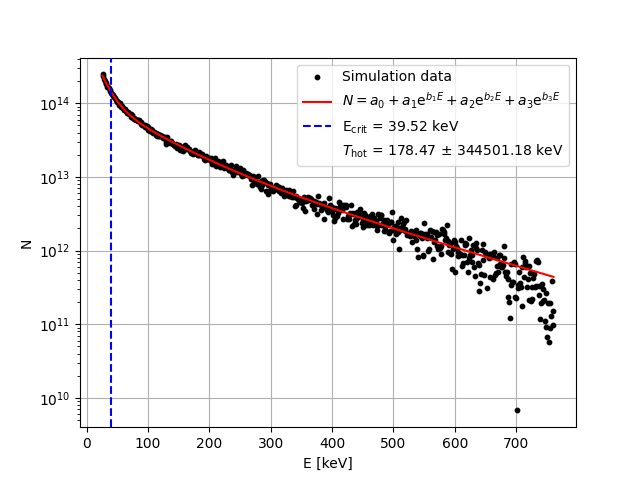 Simulation data
N = a₀ + a₁e^{b₁E} + a₂e^{b₂E} + a₃e^{b₃E}
E_crit = 39.52 keV
T_hot = 178.47 ± 344501.18 keV
10¹⁴
10¹³
10¹²
10¹¹
10¹⁰
N
0 100 200 300 400 500 600 700
E [keV]